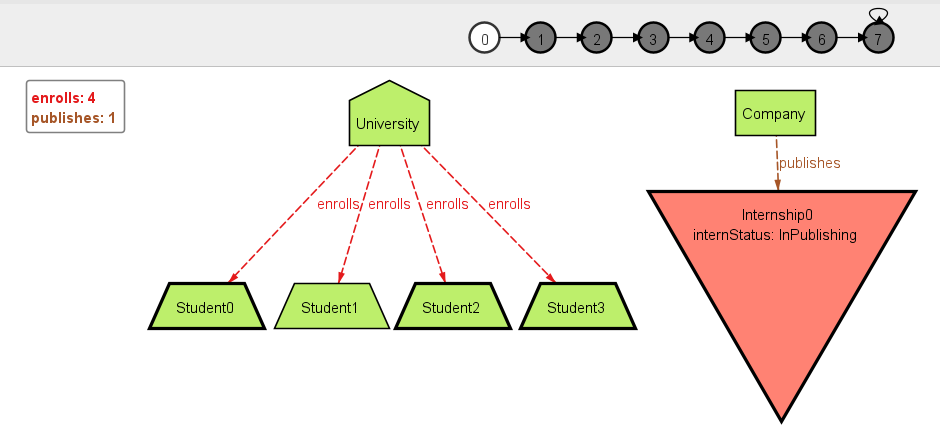 0 1 2 3 4 5 6 7
enrolls: 4
publishes: 1
University
Company
publishes
enrolls enrolls enrolls enrolls
Internship0
internStatus: InPublishing
Student0 Student1 Student2 Student3